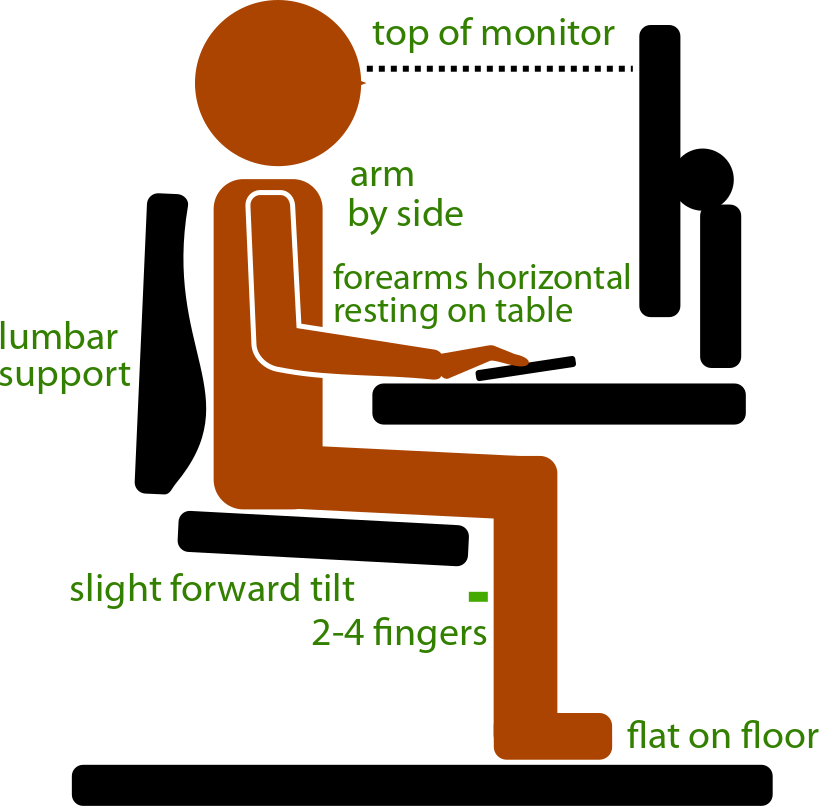 top of monitor
arm
by side
forearms horizontal
resting on table
lumbar
support
slight forward tilt
2-4 fingers
flat on floor